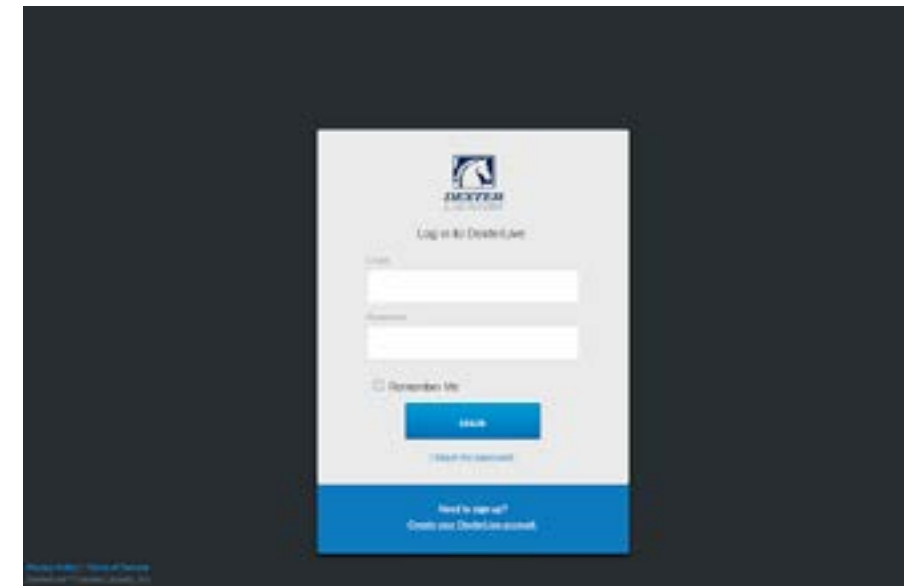 DEXTER
Log in to DexterLive
Email
Password
Remember Me
I forgot my password
Need to sign up?
Create your DexterLive account.
Privacy Policy | Terms of Service